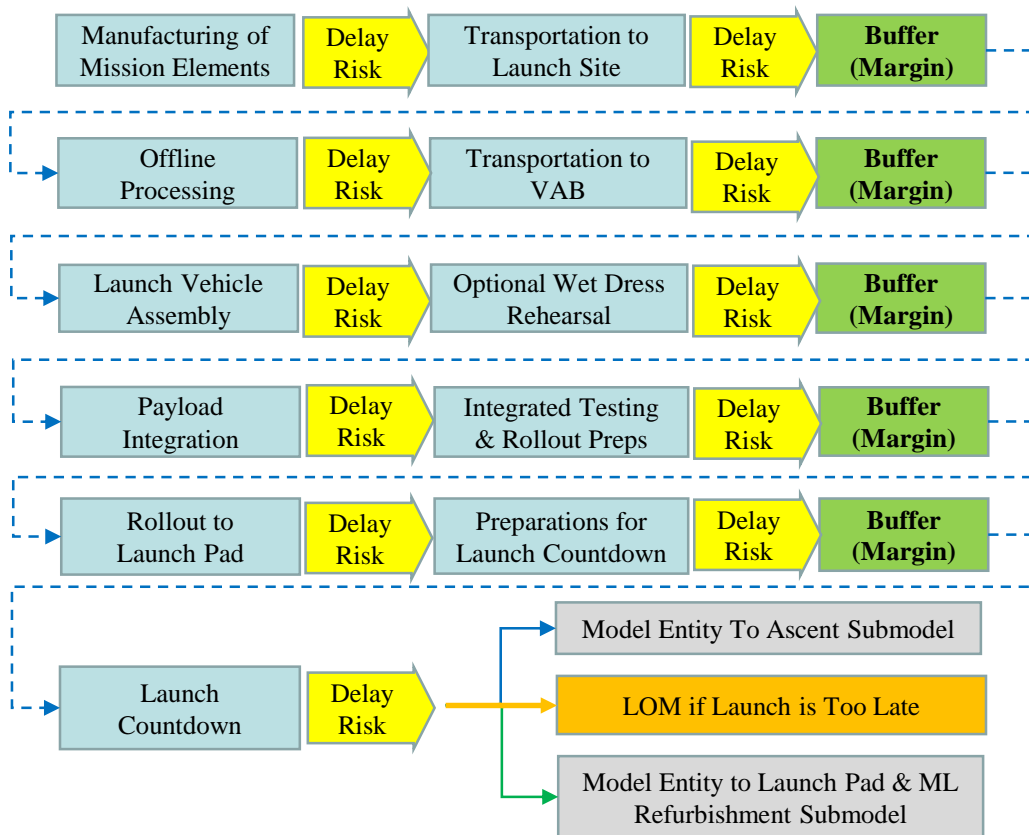 Manufacturing of
Mission Elements
Delay
Risk
Transportation to
Launch Site
Delay
Risk
Buffer
(Margin)
Offline
Processing
Delay
Risk
Transportation to
VAB
Delay
Risk
Buffer
(Margin)
Launch Vehicle
Assembly
Delay
Risk
Optional Wet Dress
Rehearsal
Delay
Risk
Buffer
(Margin)
Payload
Integration
Delay
Risk
Integrated Testing
& Rollout Preps
Delay
Risk
Buffer
(Margin)
Rollout to
Launch Pad
Delay
Risk
Preparations for
Launch Countdown
Delay
Risk
Buffer
(Margin)
Launch
Countdown
Delay
Risk
Model Entity To Ascent Submodel
LOM if Launch is Too Late
Model Entity to Launch Pad & ML
Refurbishment Submodel